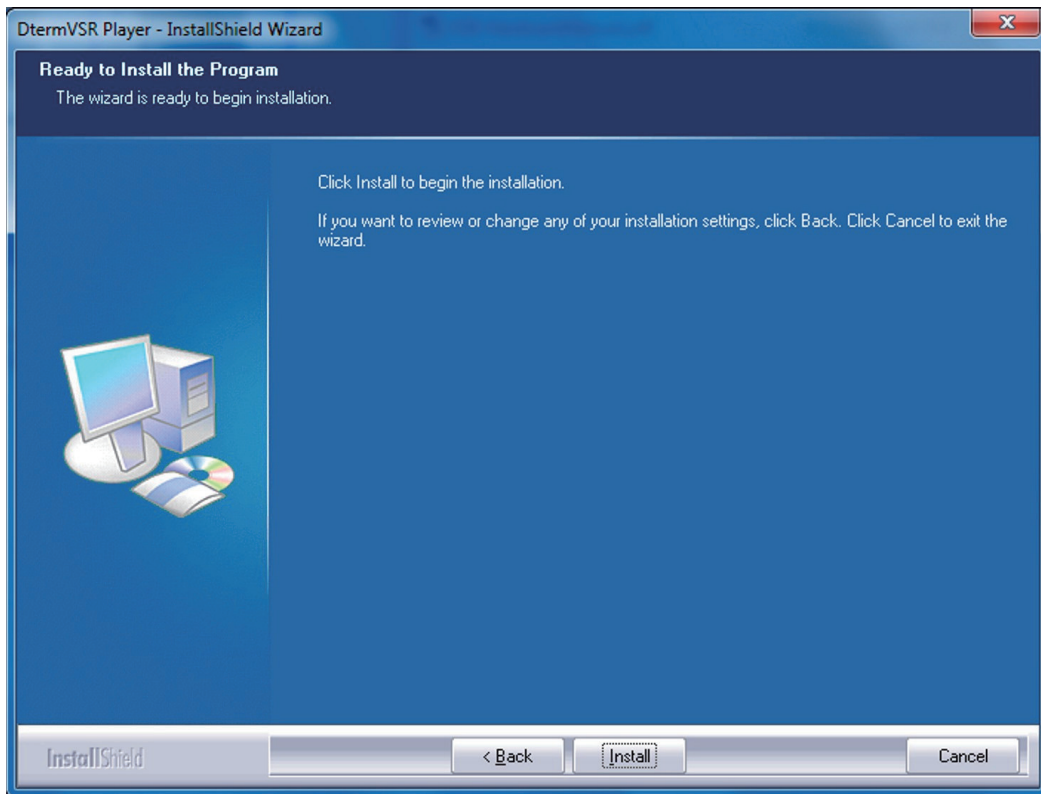 DtermVSR Player - InstallShield Wizard
Ready to Install the Program
The wizard is ready to begin installation.
Click Install to begin the installation.
If you want to review or change any of your installation settings, click Back. Click Cancel to exit the
wizard.
InstallShield
< Back
Install
Cancel